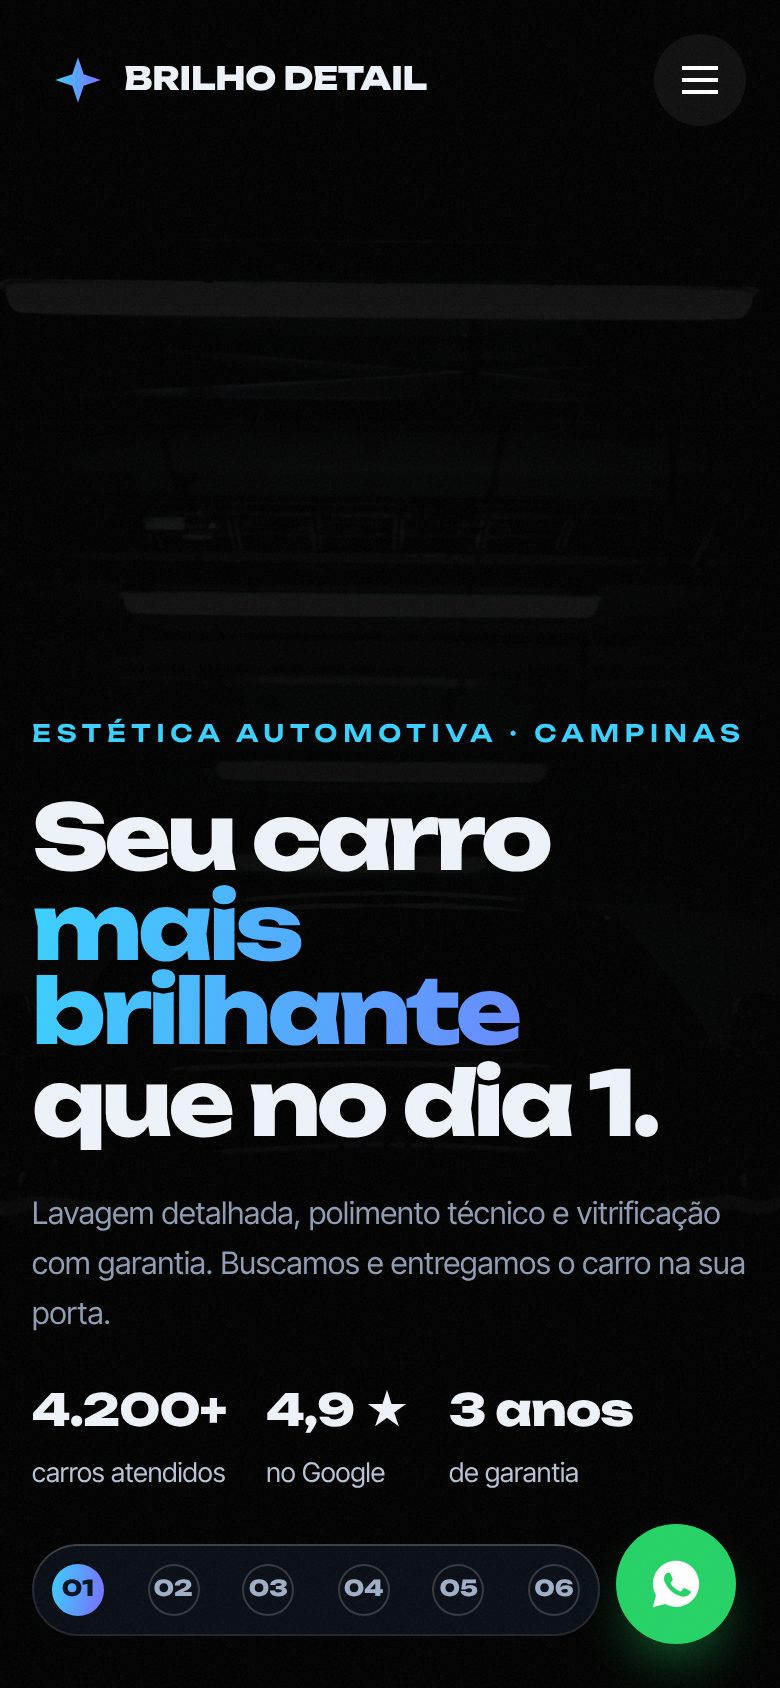 BRILHO DETAIL
ESTÉTICA AUTOMOTIVA · CAMPINAS
Seu carro
mais
brilhante
que no dia 1.
Lavagem detalhada, polimento técnico e vitrificação
com garantia. Buscamos e entregamos o carro na sua
porta.
4.200+ 4,9 ★ 3 anos
carros atendidos no Google de garantia
01 02 03 04 05 06